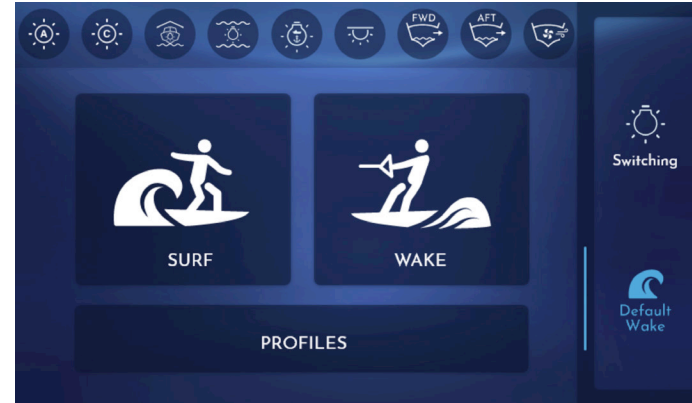 A
C
FWD
AFT
Switching
SURF
WAKE
PROFILES
Default
Wake